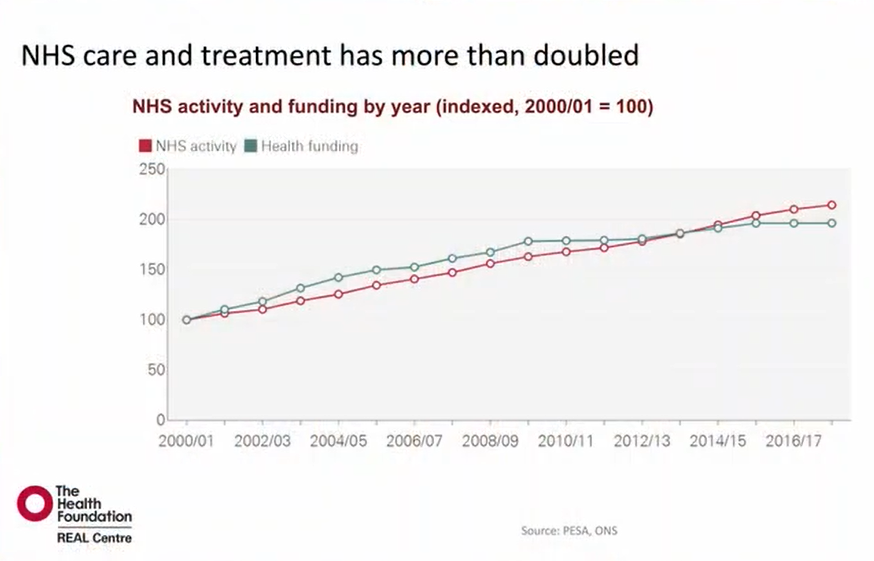 NHS care and treatment has more than doubled
NHS activity and funding by year (indexed, 2000/01 = 100)
NHS activity Health funding
250
200
150
100
50
0
2000/01 2002/03 2004/05 2006/07 2008/09 2010/11 2012/13 2014/15 2016/17
The
Health
Foundation
REAL Centre
Source: PESA, ONS